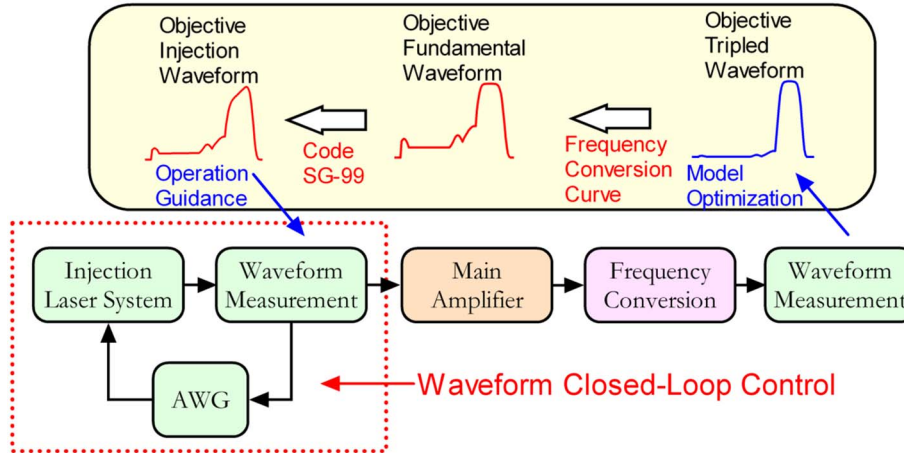 Objective
Injection
Waveform
Objective
Fundamental
Waveform
Objective
Tripled
Waveform
Code
SG-99
Frequency
Conversion
Curve
Operation
Guidance
Model
Optimization
Injection
Laser System
Waveform
Measurement
Main
Amplifier
Frequency
Conversion
Waveform
Measurement
AWG
Waveform Closed-Loop Control